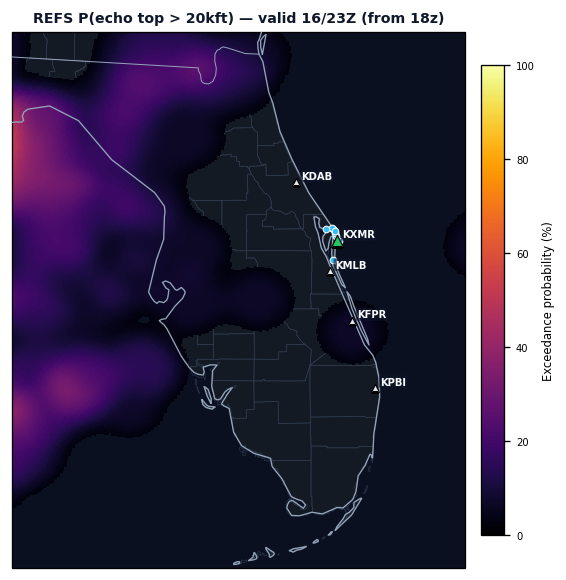 REFS P(echo top > 20kft) — valid 16/23Z (from 18z)
100
KDAB
80
KXMR
KMLB
60
KFPR
Exceedance probability (%)
40
KPBI
20
0